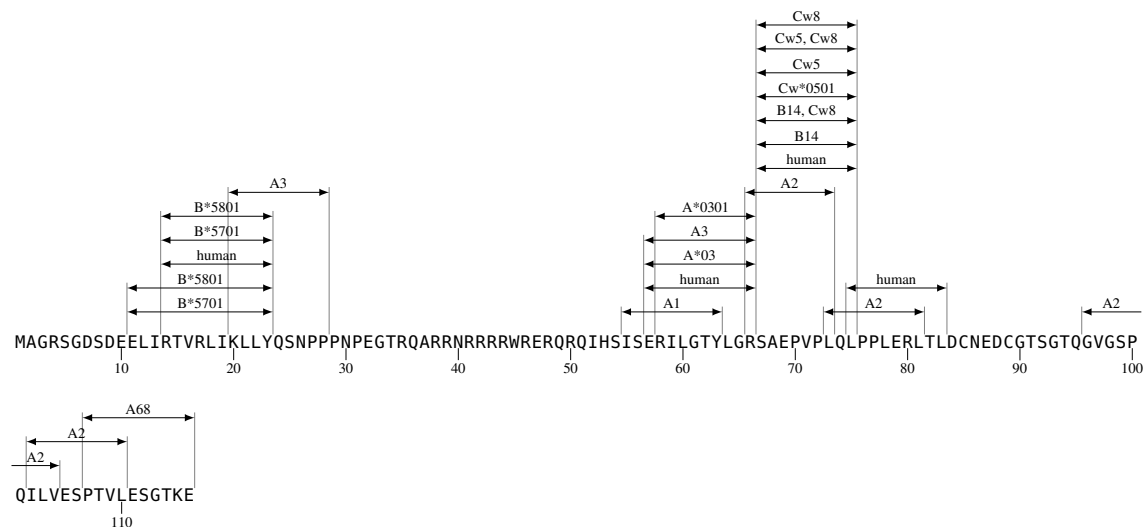 Cw8
Cw5, Cw8
Cw5
Cw*0501
B14, Cw8
B14
human
A3 A2
B*5801 A*0301
B*5701 A3
human A*03
B*5801 human human
B*5701 A1 A2 A2
MAGRSGDSDEELIRTVRLIKLLYQSNPPPNPEGTRQARRNRRRRWRERQRQIHSISERILGTYLGRSAEPVPLQLPPLERLTLDCNEDCGTSGTQGVGSP
10 20 30 40 50 60 70 80 90 100
A68
A2
A2
QILVESPTVLESGTKE
110